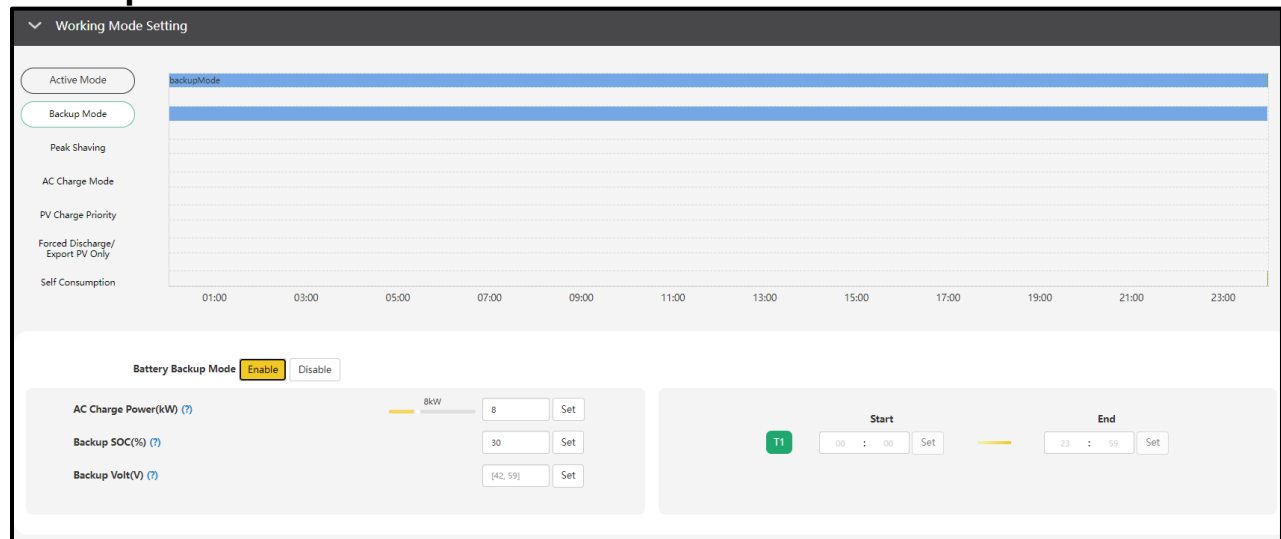 Working Mode Setting
Active Mode
backupMode
Backup Mode
Peak Shaving
AC Charge Mode
PV Charge Priority
Forced Discharge/
Export PV Only
Self Consumption
01:00 03:00 05:00 07:00 09:00 11:00 13:00 15:00 17:00 19:00 21:00 23:00
Battery Backup Mode Enable Disable
AC Charge Power(kW) (?) 8kW 8 Set
Backup SOC(%) (?) 30 Set
Backup Volt(V) (?) [42, 59] Set
Start End
T1 00 : 00 Set 23 : 59 Set